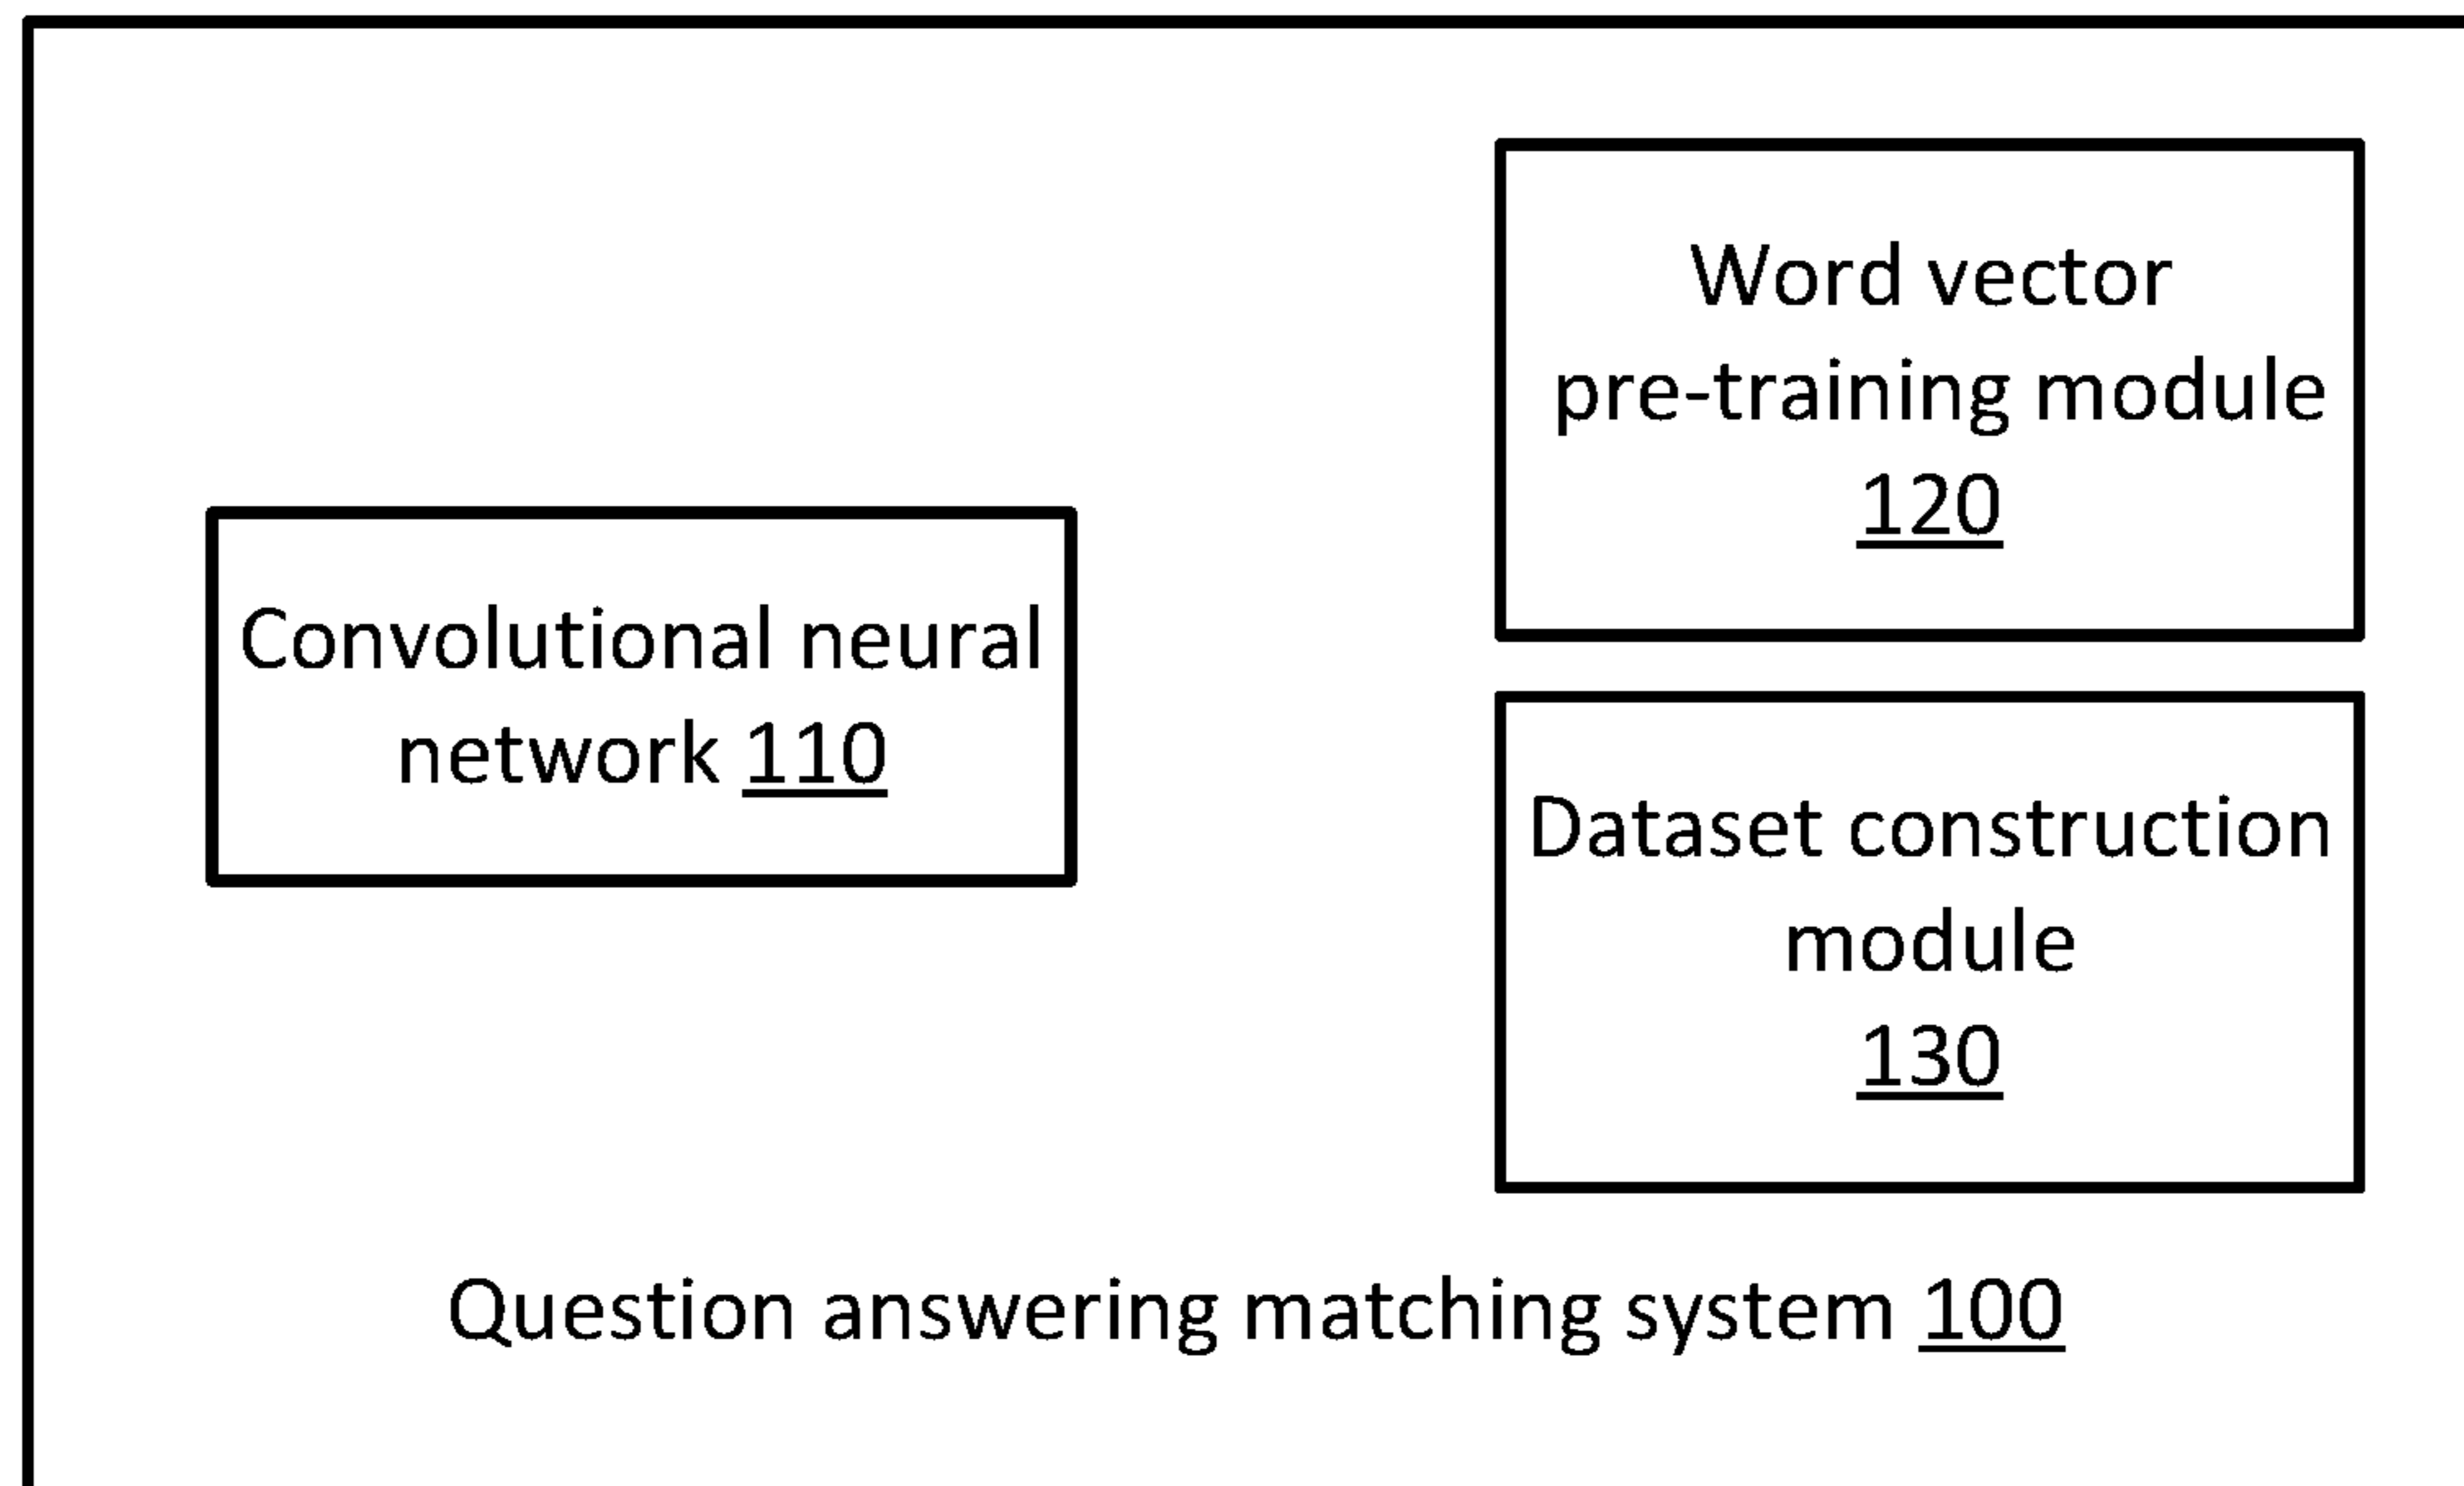 Word vector
pre-training module
120
Convolutional neural
network 110
Dataset construction
module
130
Question answering matching system 100